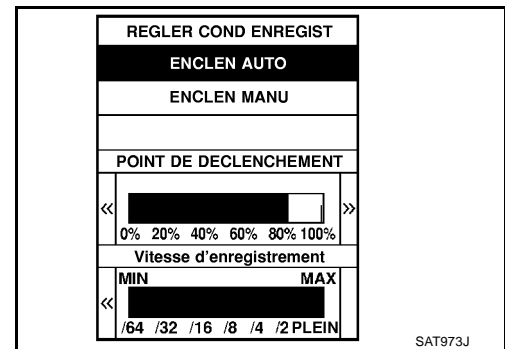 REGLER COND ENREGIST
ENCLEN AUTO
ENCLEN MANU
POINT DE DECLENCHEMENT
« »
0% 20% 40% 60% 80% 100%
Vitesse d'enregistrement
MIN MAX
«
/64 /32 /16 /8 /4 /2 PLEIN
SAT973J